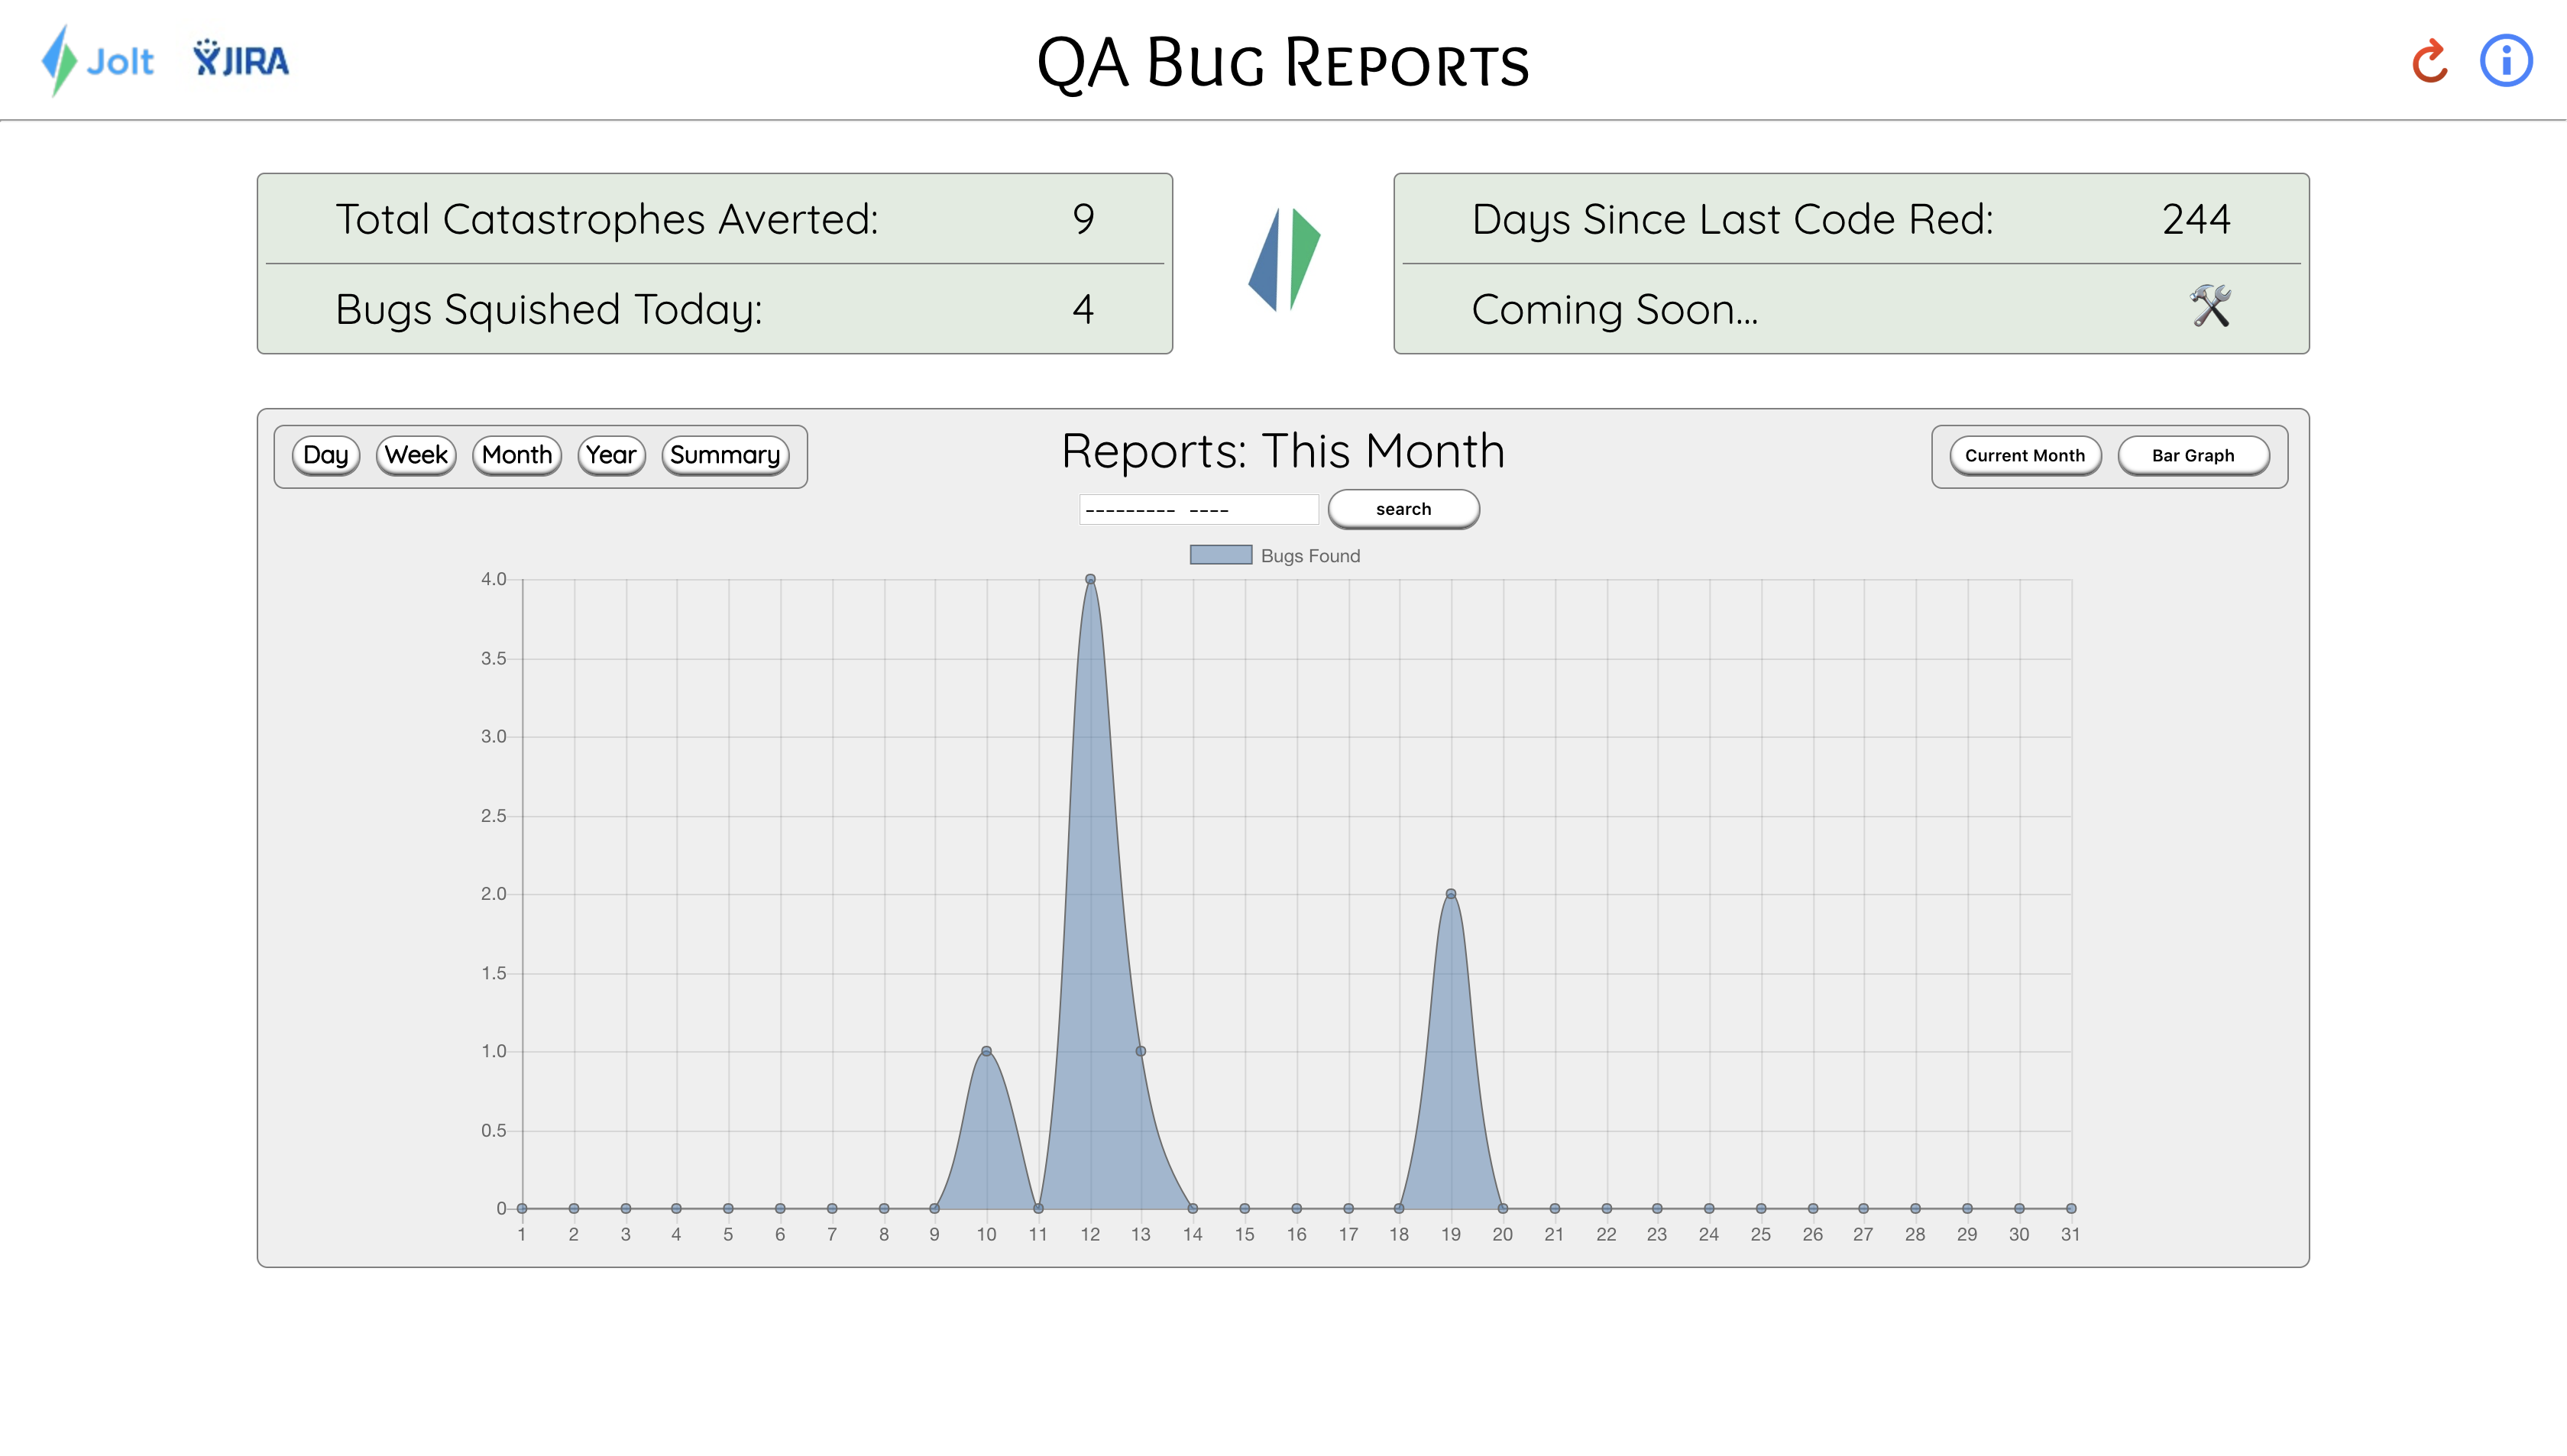 Jolt JIRA QA Bug Reports
Total Catastrophes Averted: 9
Bugs Squished Today: 4
Days Since Last Code Red: 244
Coming Soon...
Day Week Month Year Summary
Reports: This Month
Current Month Bar Graph
--------- ---- search
Bugs Found
4.0
3.5
3.0
2.5
2.0
1.5
1.0
0.5
0
1 2 3 4 5 6 7 8 9 10 11 12 13 14 15 16 17 18 19 20 21 22 23 24 25 26 27 28 29 30 31